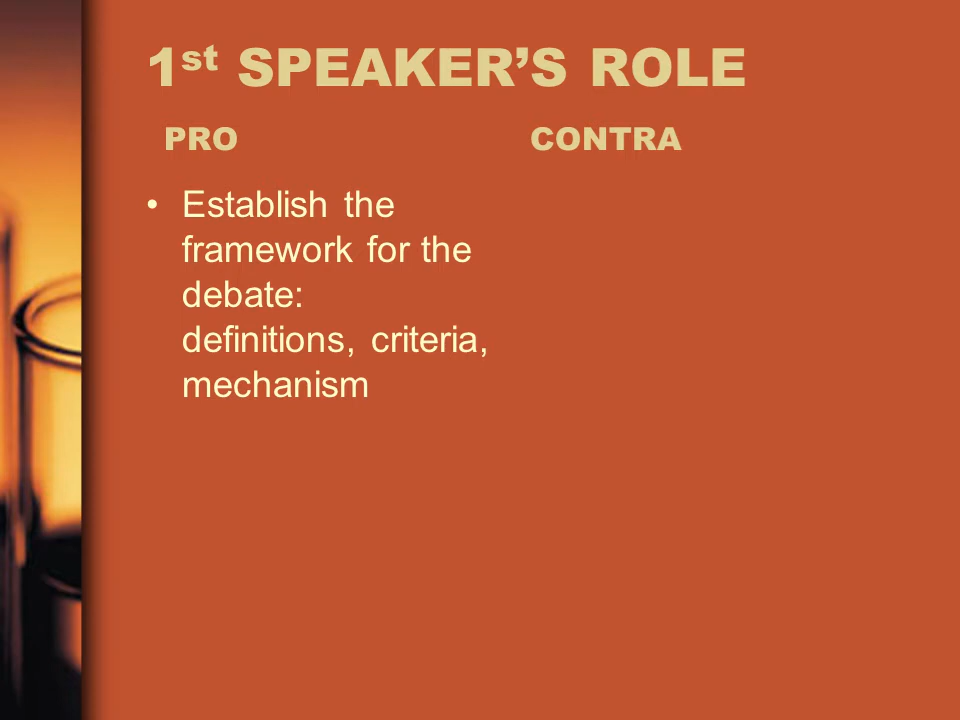 1st SPEAKER’S ROLE
PRO CONTRA
• Establish the
framework for the
debate:
definitions, criteria,
mechanism